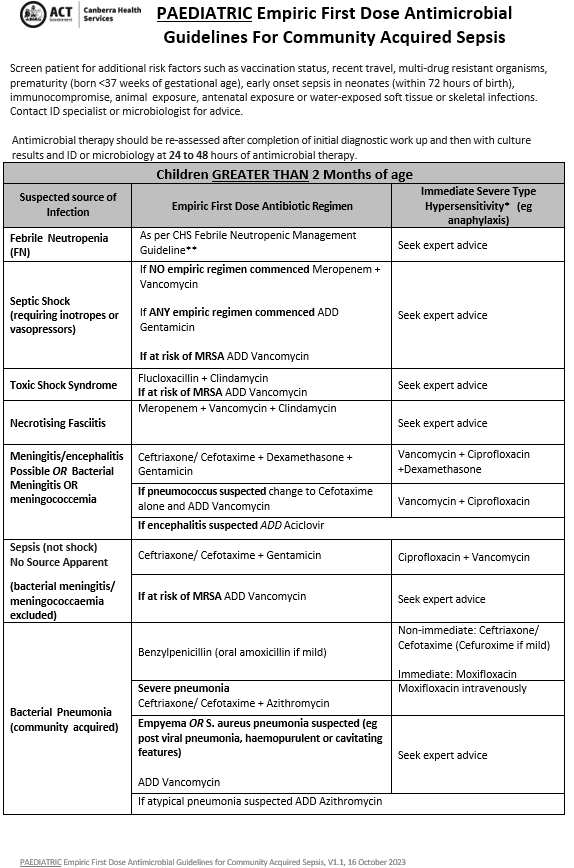 ACT
Government
Canberra Health
Services
PAEDIATRIC Empiric First Dose Antimicrobial
Guidelines For Community Acquired Sepsis
Screen patient for additional risk factors such as vaccination status, recent travel, multi-drug resistant organisms,
prematurity (born <37 weeks of gestational age), early onset sepsis in neonates (within 72 hours of birth),
immunocompromise, animal exposure, antenatal exposure or water-exposed soft tissue or skeletal infections.
Contact ID specialist or microbiologist for advice.
Antimicrobial therapy should be re-assessed after completion of initial diagnostic work up and then with culture
results and ID or microbiology at 24 to 48 hours of antimicrobial therapy.
Children GREATER THAN 2 Months of age
Suspected source of
Infection
Empiric First Dose Antibiotic Regimen
Immediate Severe Type
Hypersensitivity* (eg
anaphylaxis)
Febrile Neutropenia
(FN)
As per CHS Febrile Neutropenic Management
Guideline**
Seek expert advice
Septic Shock
(requiring inotropes or
vasopressors)
If NO empiric regimen commenced Meropenem +
Vancomycin
If ANY empiric regimen commenced ADD
Gentamicin
If at risk of MRSA ADD Vancomycin
Seek expert advice
Toxic Shock Syndrome
Flucloxacillin + Clindamycin
If at risk of MRSA ADD Vancomycin
Seek expert advice
Necrotising Fasciitis
Meropenem + Vancomycin + Clindamycin
Seek expert advice
Meningitis/encephalitis
Possible OR Bacterial
Meningitis OR
meningococcemia
Ceftriaxone/ Cefotaxime + Dexamethasone +
Gentamicin
Vancomycin + Ciprofloxacin
+Dexamethasone
If pneumococcus suspected change to Cefotaxime
alone and ADD Vancomycin
Vancomycin + Ciprofloxacin
If encephalitis suspected ADD Aciclovir
Sepsis (not shock)
No Source Apparent
(bacterial meningitis/
meningococcaemia
excluded)
Ceftriaxone/ Cefotaxime + Gentamicin
Ciprofloxacin + Vancomycin
If at risk of MRSA ADD Vancomycin
Seek expert advice
Bacterial Pneumonia
(community acquired)
Benzylpenicillin (oral amoxicillin if mild)
Non-immediate: Ceftriaxone/
Cefotaxime (Cefuroxime if mild)
Immediate: Moxifloxacin
Severe pneumonia
Ceftriaxone/ Cefotaxime + Azithromycin
Moxifloxacin intravenously
Empyema OR S. aureus pneumonia suspected (eg
post viral pneumonia, haemopurulent or cavitating
features)
ADD Vancomycin
Seek expert advice
If atypical pneumonia suspected ADD Azithromycin
PAEDIATRIC Empiric First Dose Antimicrobial Guidelines for Community Acquired Sepsis, V1.1, 16 October 2023